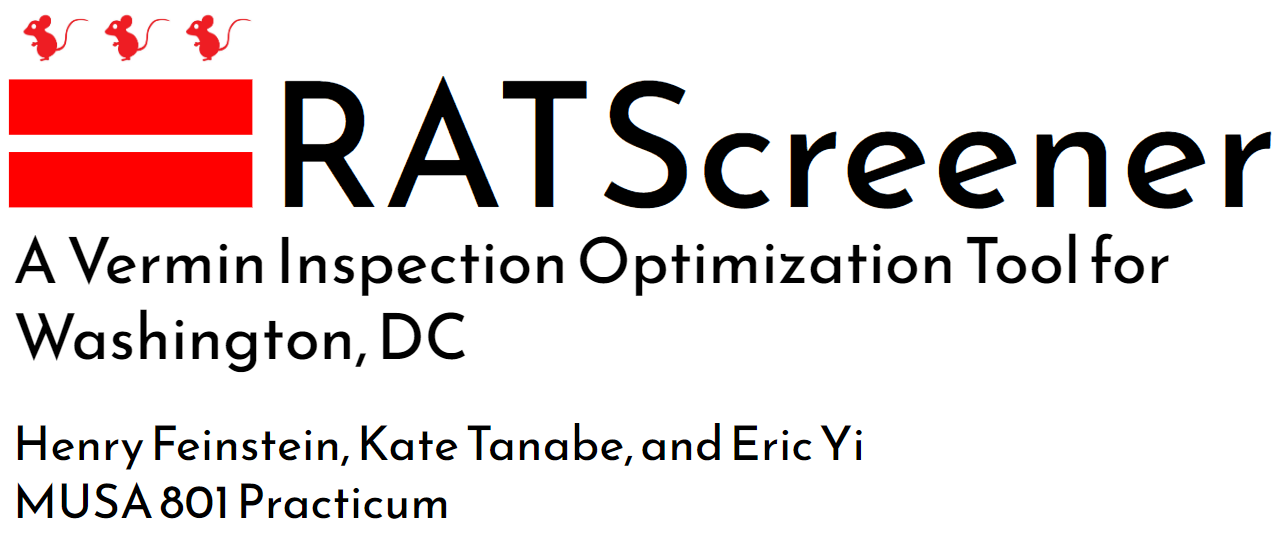 RATScreener
A Vermin Inspection Optimization Tool for
Washington, DC
Henry Feinstein, Kate Tanabe, and Eric Yi
MUSA 801 Practicum